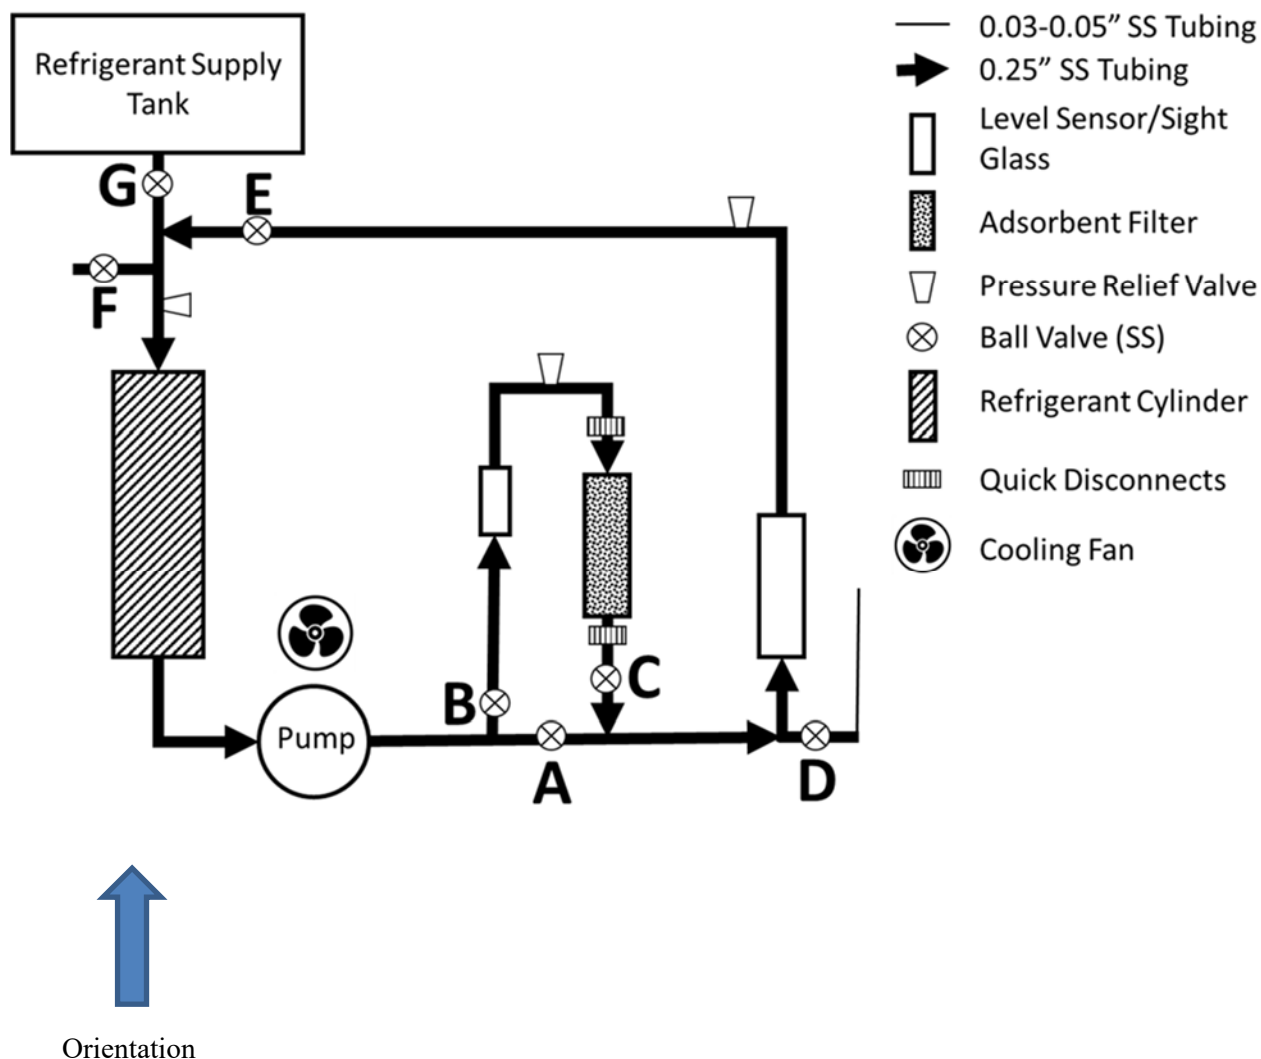 Refrigerant Supply
Tank
G
E
F
B
C
A
D
Pump
0.03-0.05” SS Tubing
0.25” SS Tubing
Level Sensor/Sight
Glass
Adsorbent Filter
Pressure Relief Valve
Ball Valve (SS)
Refrigerant Cylinder
Quick Disconnects
Cooling Fan
Orientation